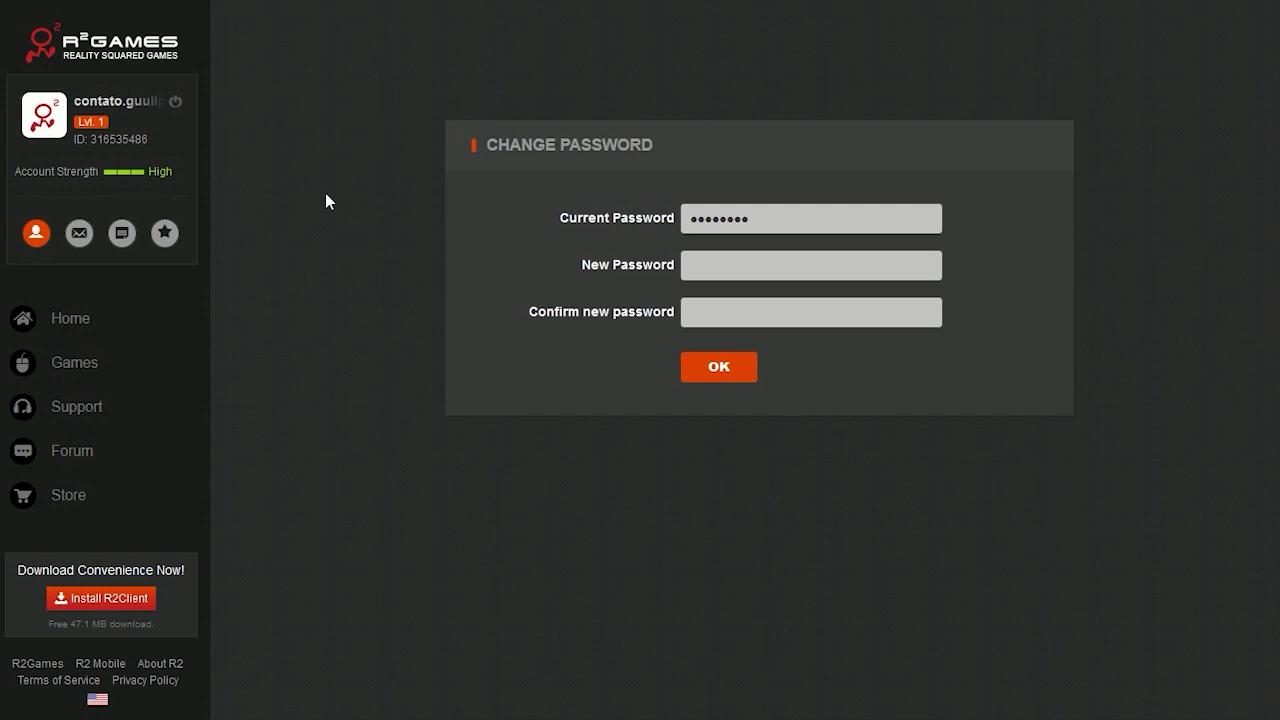 R²GAMES
REALITY SQUARED GAMES
contato.guuil
Lvl. 1
ID: 316535486
Account Strength High
Home
Games
Support
Forum
Store
Download Convenience Now!
Install R2Client
Free 47.1 MB download.
R2Games R2 Mobile About R2
Terms of Service Privacy Policy
CHANGE PASSWORD
Current Password ••••••••
New Password
Confirm new password
OK